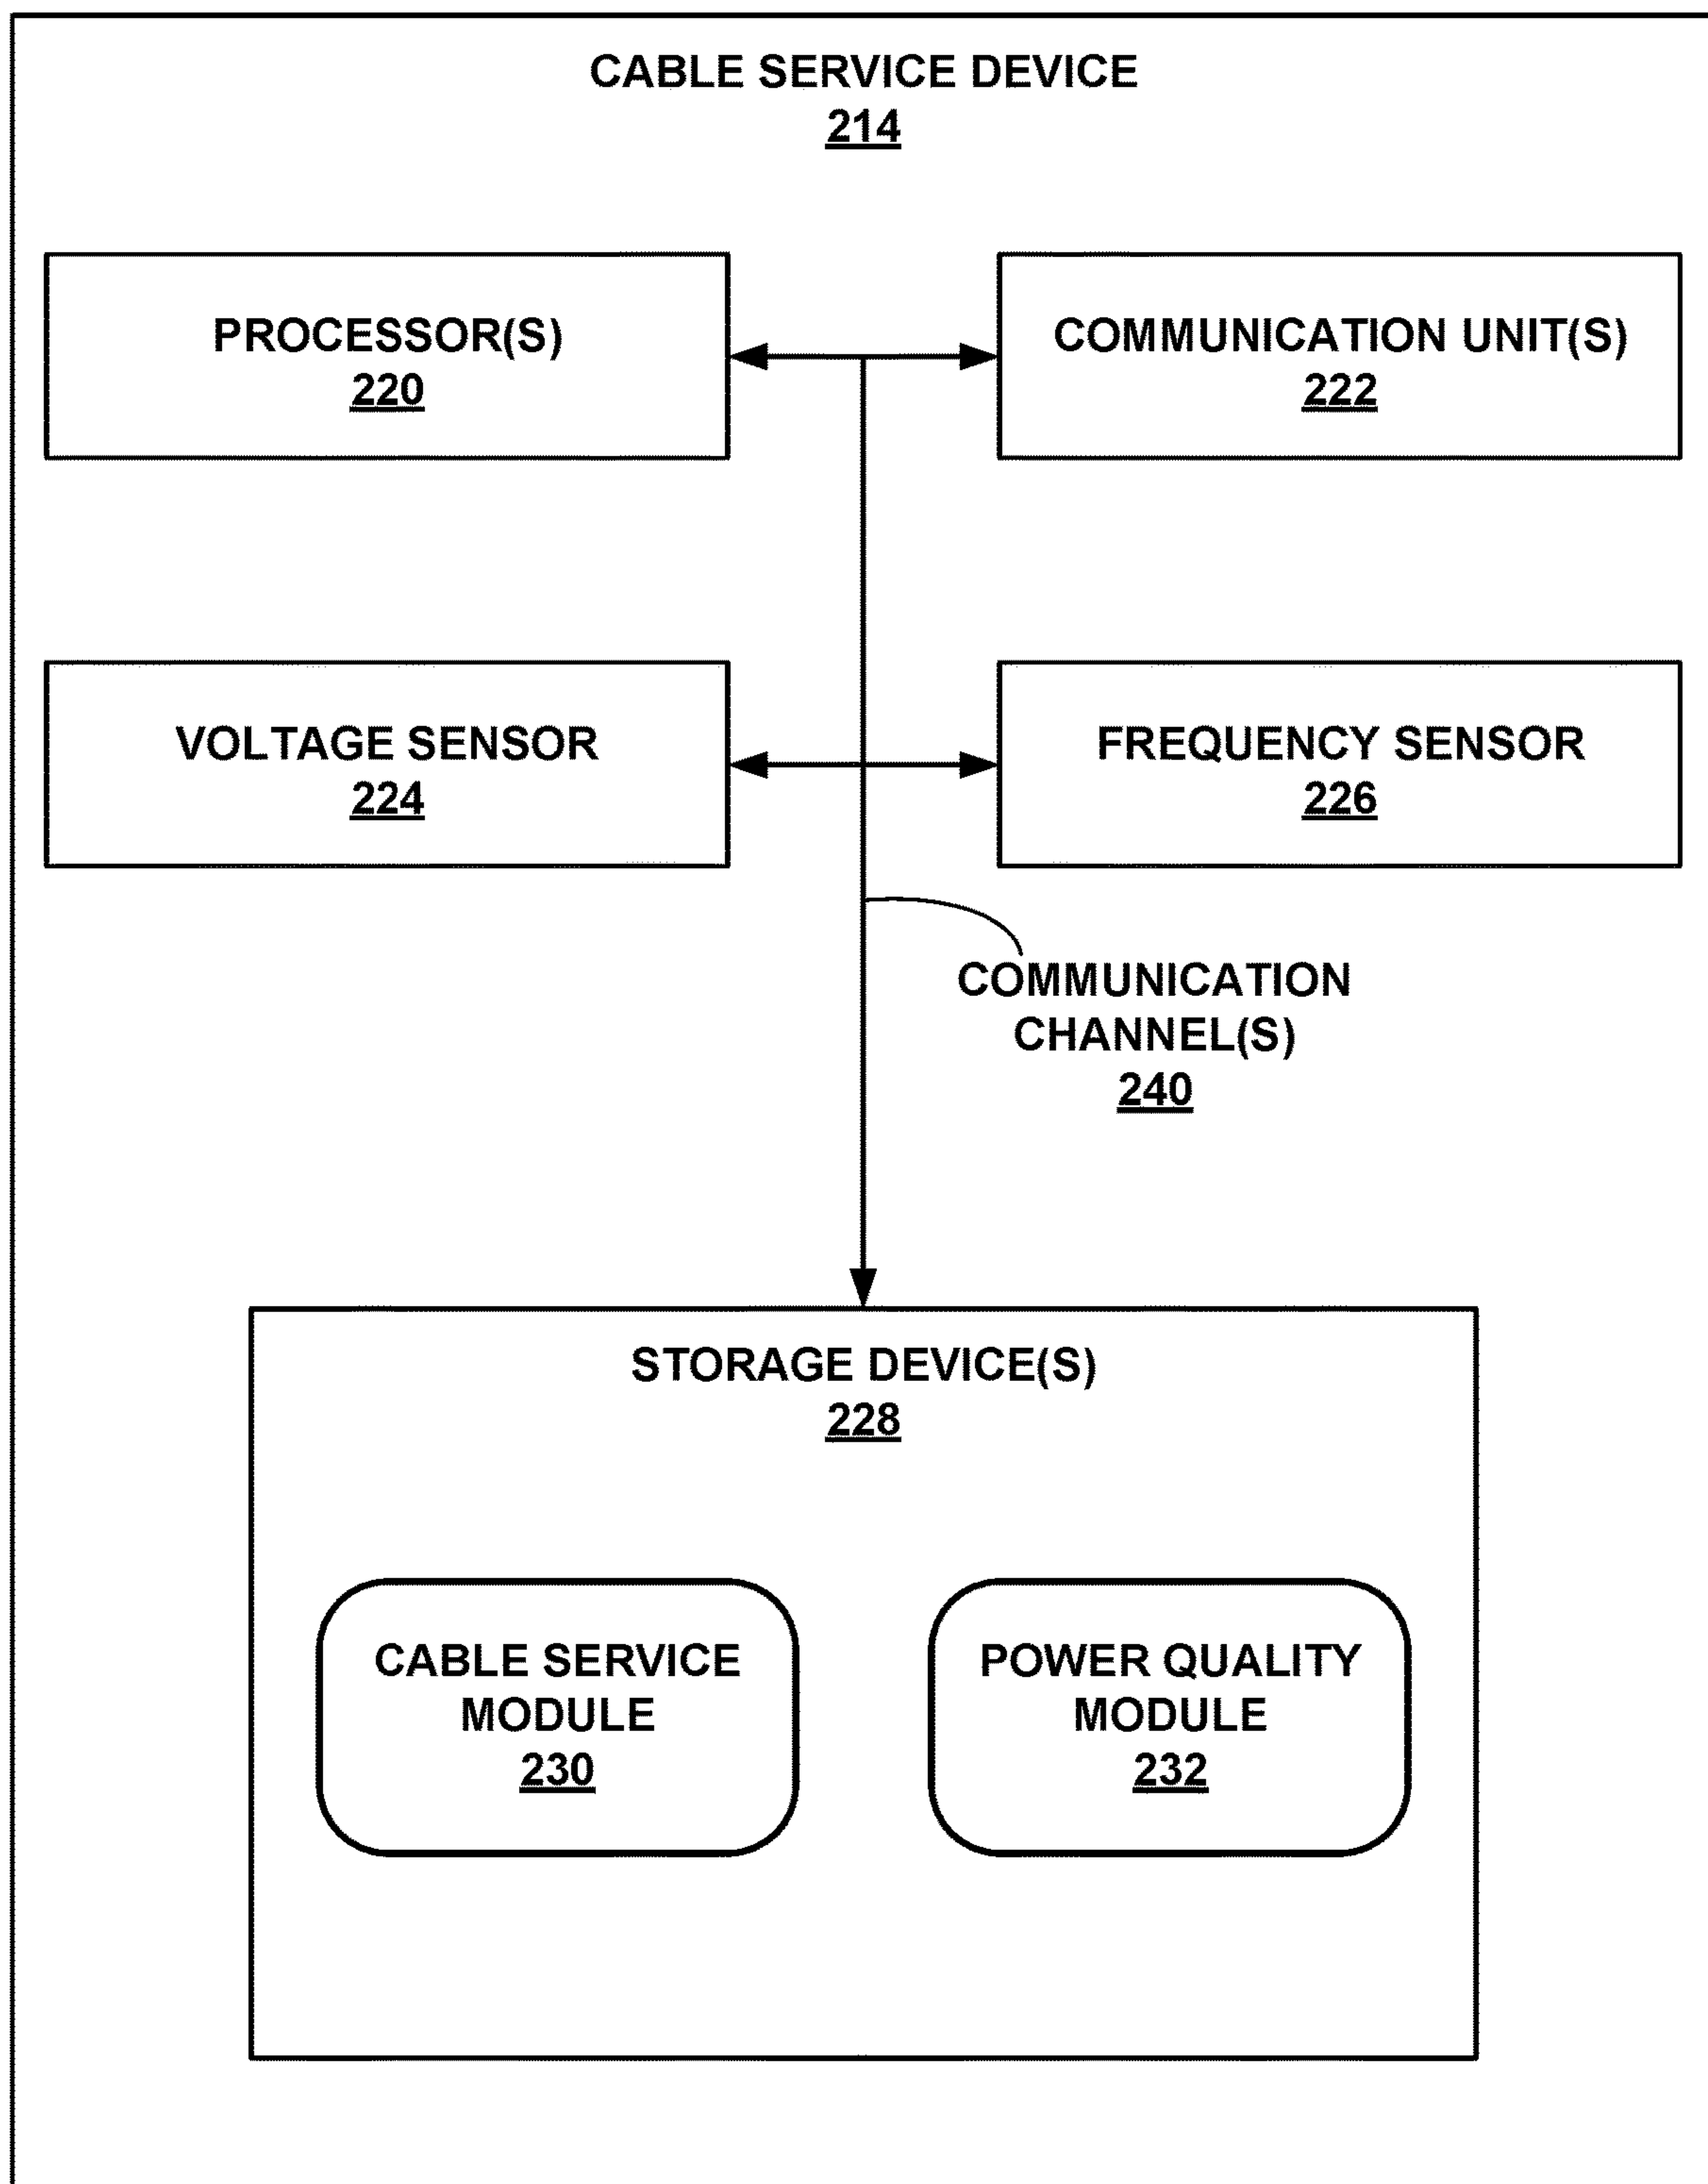 CABLE SERVICE DEVICE
214
PROCESSOR(S)
220
COMMUNICATION UNIT(S)
222
VOLTAGE SENSOR
224
FREQUENCY SENSOR
226
COMMUNICATION
CHANNEL(S)
240
STORAGE DEVICE(S)
228
CABLE SERVICE
MODULE
230
POWER QUALITY
MODULE
232